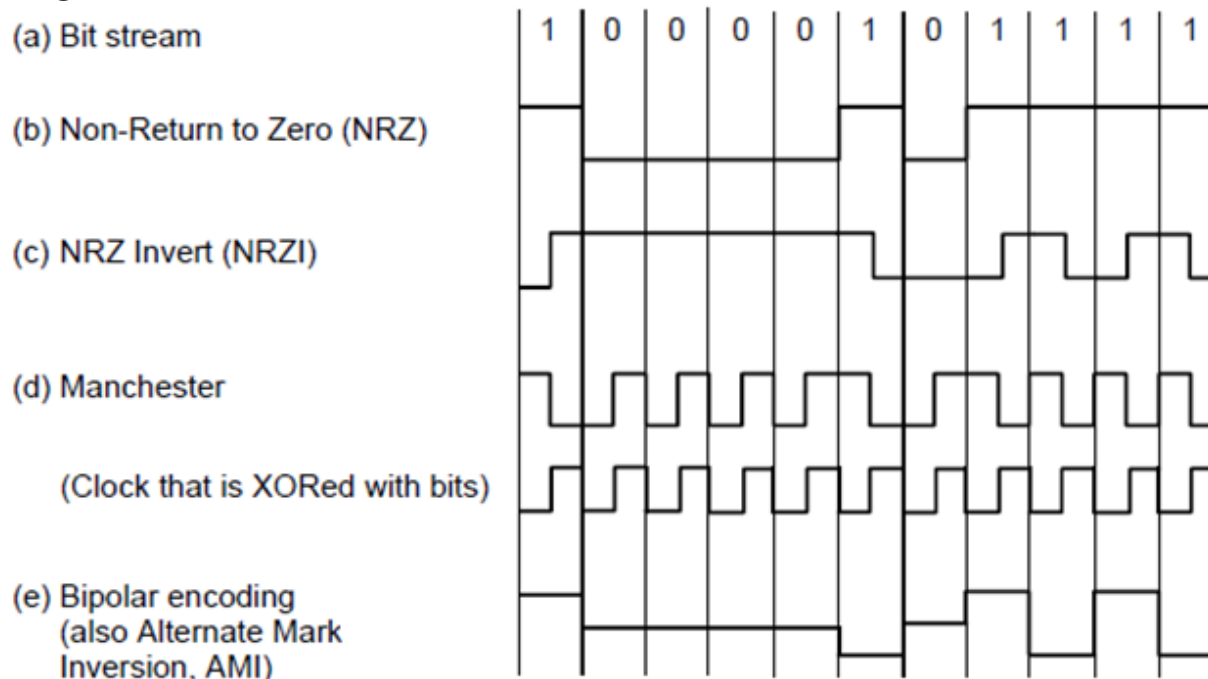 (a) Bit stream 1 0 0 0 0 1 0 1 1 1 1
(b) Non-Return to Zero (NRZ)
(c) NRZ Invert (NRZI)
(d) Manchester
(Clock that is XORed with bits)
(e) Bipolar encoding
(also Alternate Mark
Inversion, AMI)